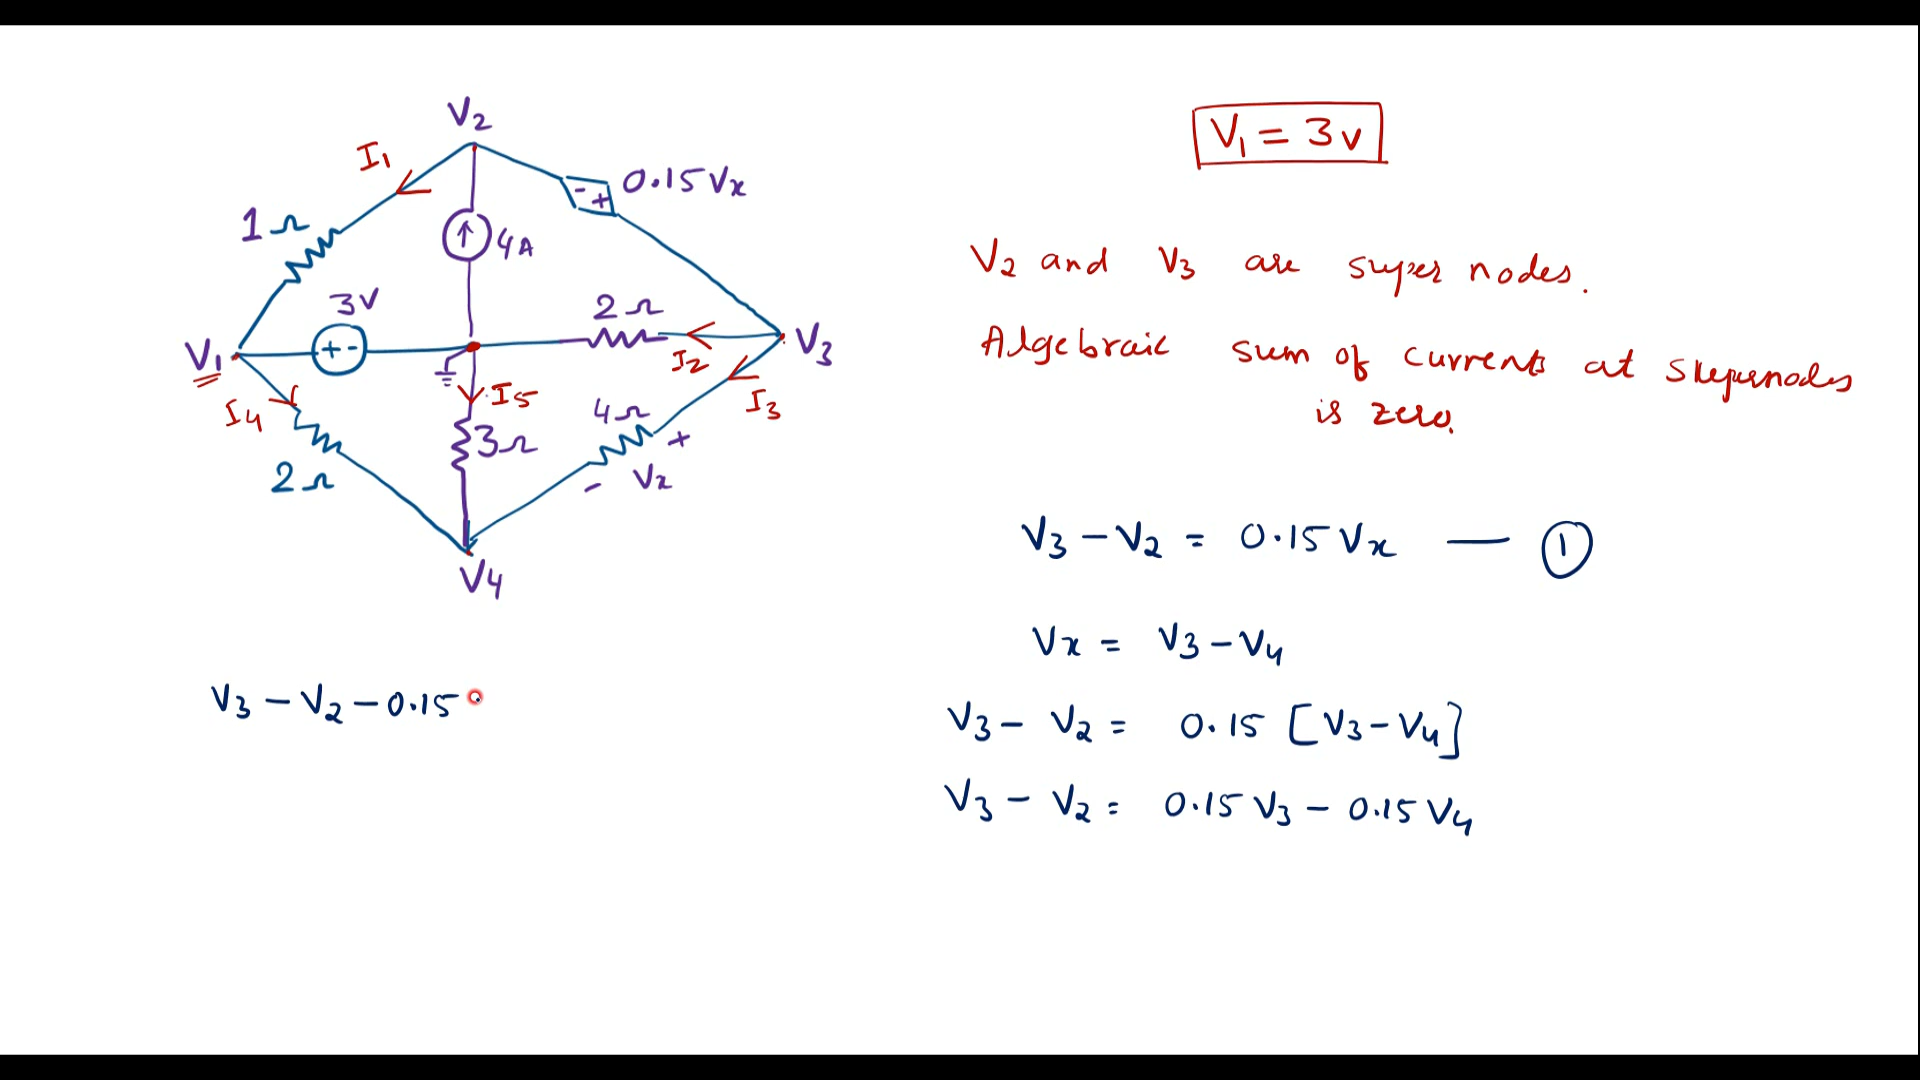 V₂
I₁
0.15 Vx
1Ω
4A
3V
2Ω
V₁
+ -
- +
V₃
I₂
I₅
I₄
4Ω
I₃
3Ω
+
2Ω
- Vx
V₄
V₃ - V₂ - 0.15
V₁ = 3v
V₂ and V₃ are super nodes.
Algebraic sum of currents at supernodes
is zero.
V₃ - V₂ = 0.15 Vx — ①
Vx = V₃ - V₄
V₃ - V₂ = 0.15 [V₃ - V₄]
V₃ - V₂ = 0.15 V₃ - 0.15 V₄